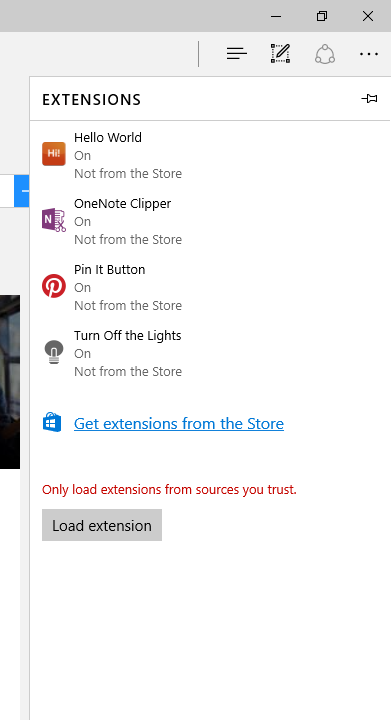 EXTENSIONS
Hi!
Hello World
On
Not from the Store
N
OneNote Clipper
On
Not from the Store
Pin It Button
On
Not from the Store
Turn Off the Lights
On
Not from the Store
Get extensions from the Store
Only load extensions from sources you trust.
Load extension